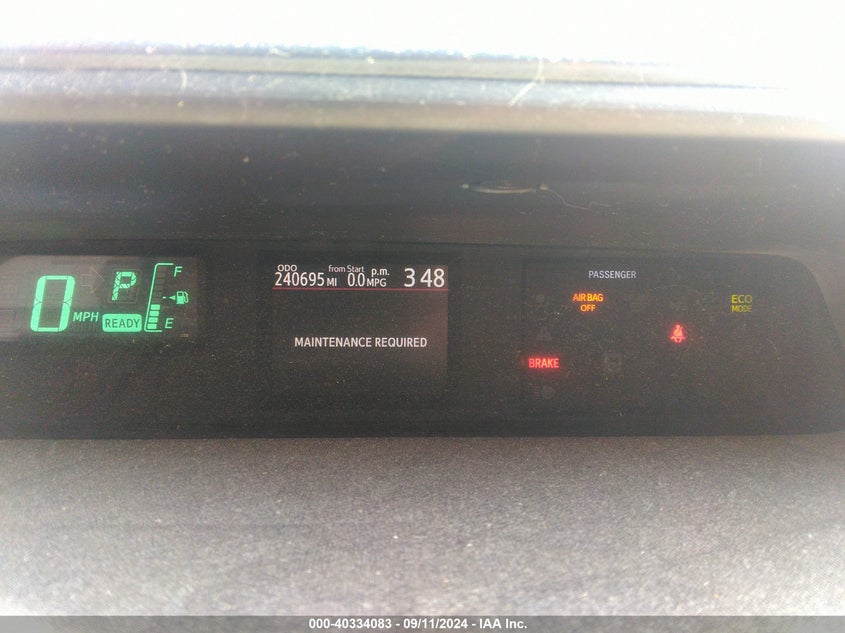 0 MPH
P
READY
F
E
ODO
240695 MI
from Start
0.0 MPG
p.m.
3 48
MAINTENANCE REQUIRED
PASSENGER
AIR BAG
OFF
ECO
MODE
BRAKE
000-40334083 - 09/11/2024 - IAA Inc.